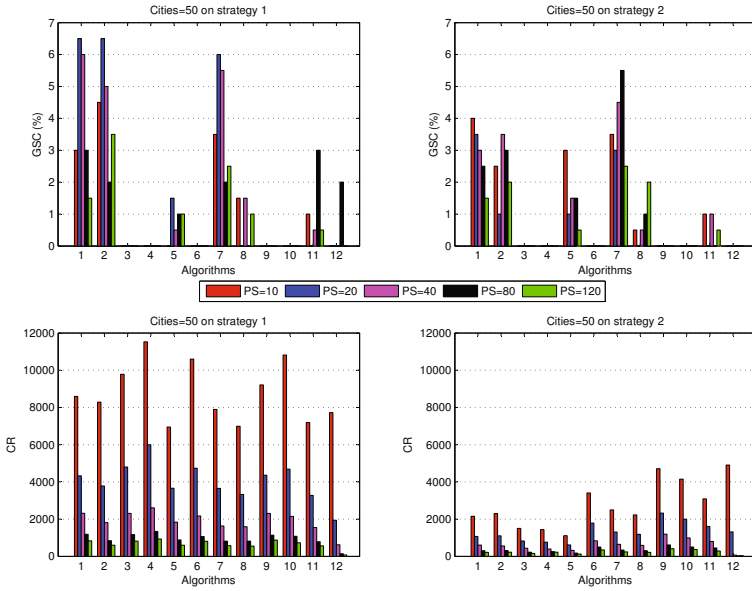 Cities=50 on strategy 1
7
6
5
4
3
2
1
0
GSC (%)
1 2 3 4 5 6 7 8 9 10 11 12
Algorithms
Cities=50 on strategy 2
7
6
5
4
3
2
1
0
GSC (%)
1 2 3 4 5 6 7 8 9 10 11 12
Algorithms
PS=10 PS=20 PS=40 PS=80 PS=120
Cities=50 on strategy 1
12000
10000
8000
6000
4000
2000
0
CR
1 2 3 4 5 6 7 8 9 10 11 12
Algorithms
Cities=50 on strategy 2
12000
10000
8000
6000
4000
2000
0
CR
1 2 3 4 5 6 7 8 9 10 11 12
Algorithms